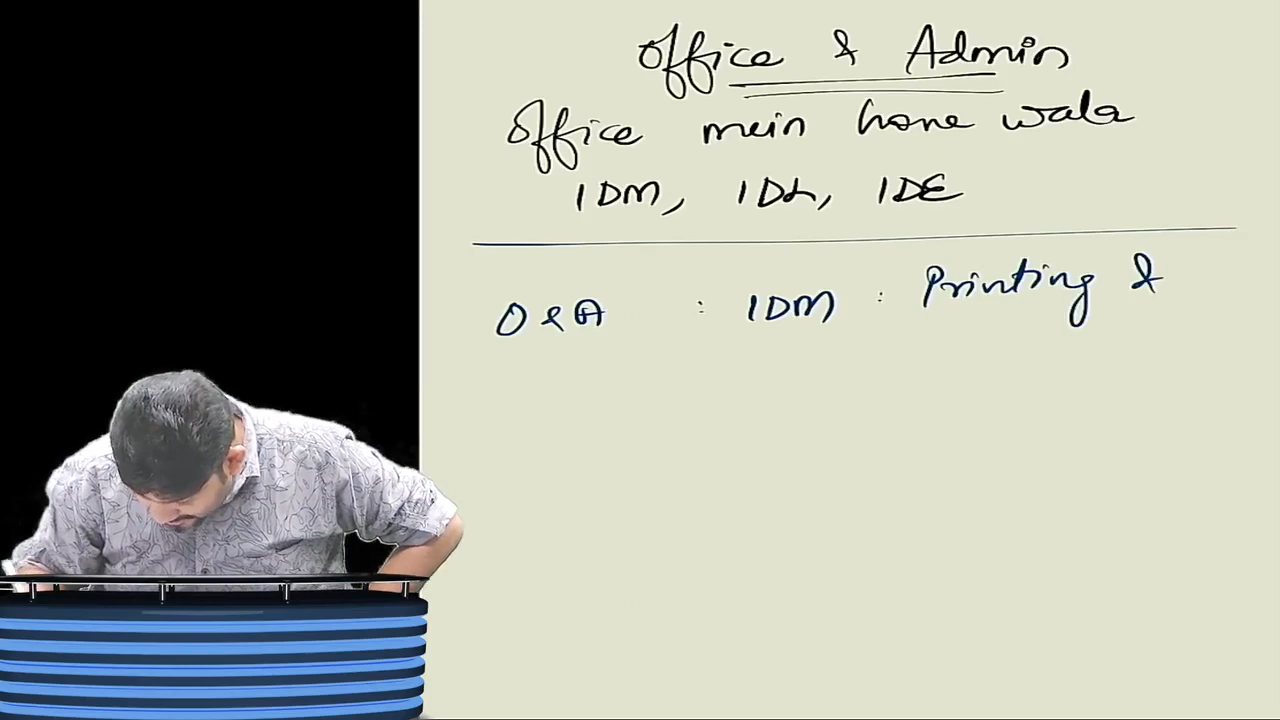 Office & Admin
Office mein hone wala
IDM, IDL, IDE
O & A : IDM : Printing &